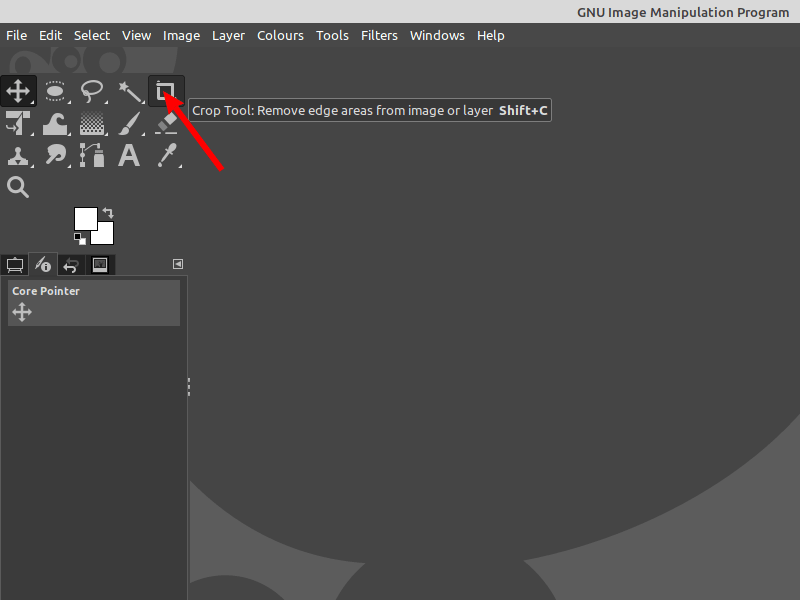 GNU Image Manipulation Program
File Edit Select View Image Layer Colours Tools Filters Windows Help
Crop Tool: Remove edge areas from image or layer Shift+C
A
Core Pointer